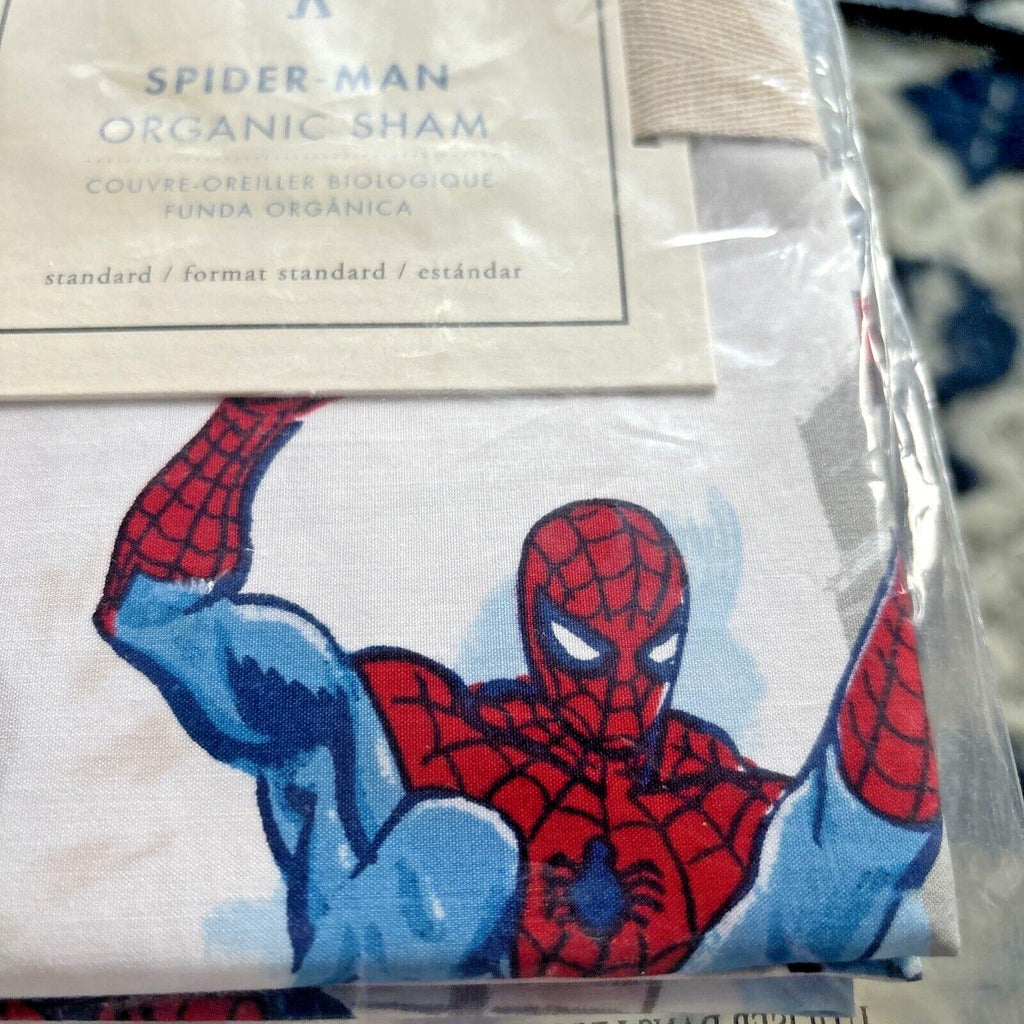 SPIDER-MAN
ORGANIC SHAM
COUVRE-OREILLER BIOLOGIQUE
FUNDA ORGÁNICA
standard / format standard / estándar